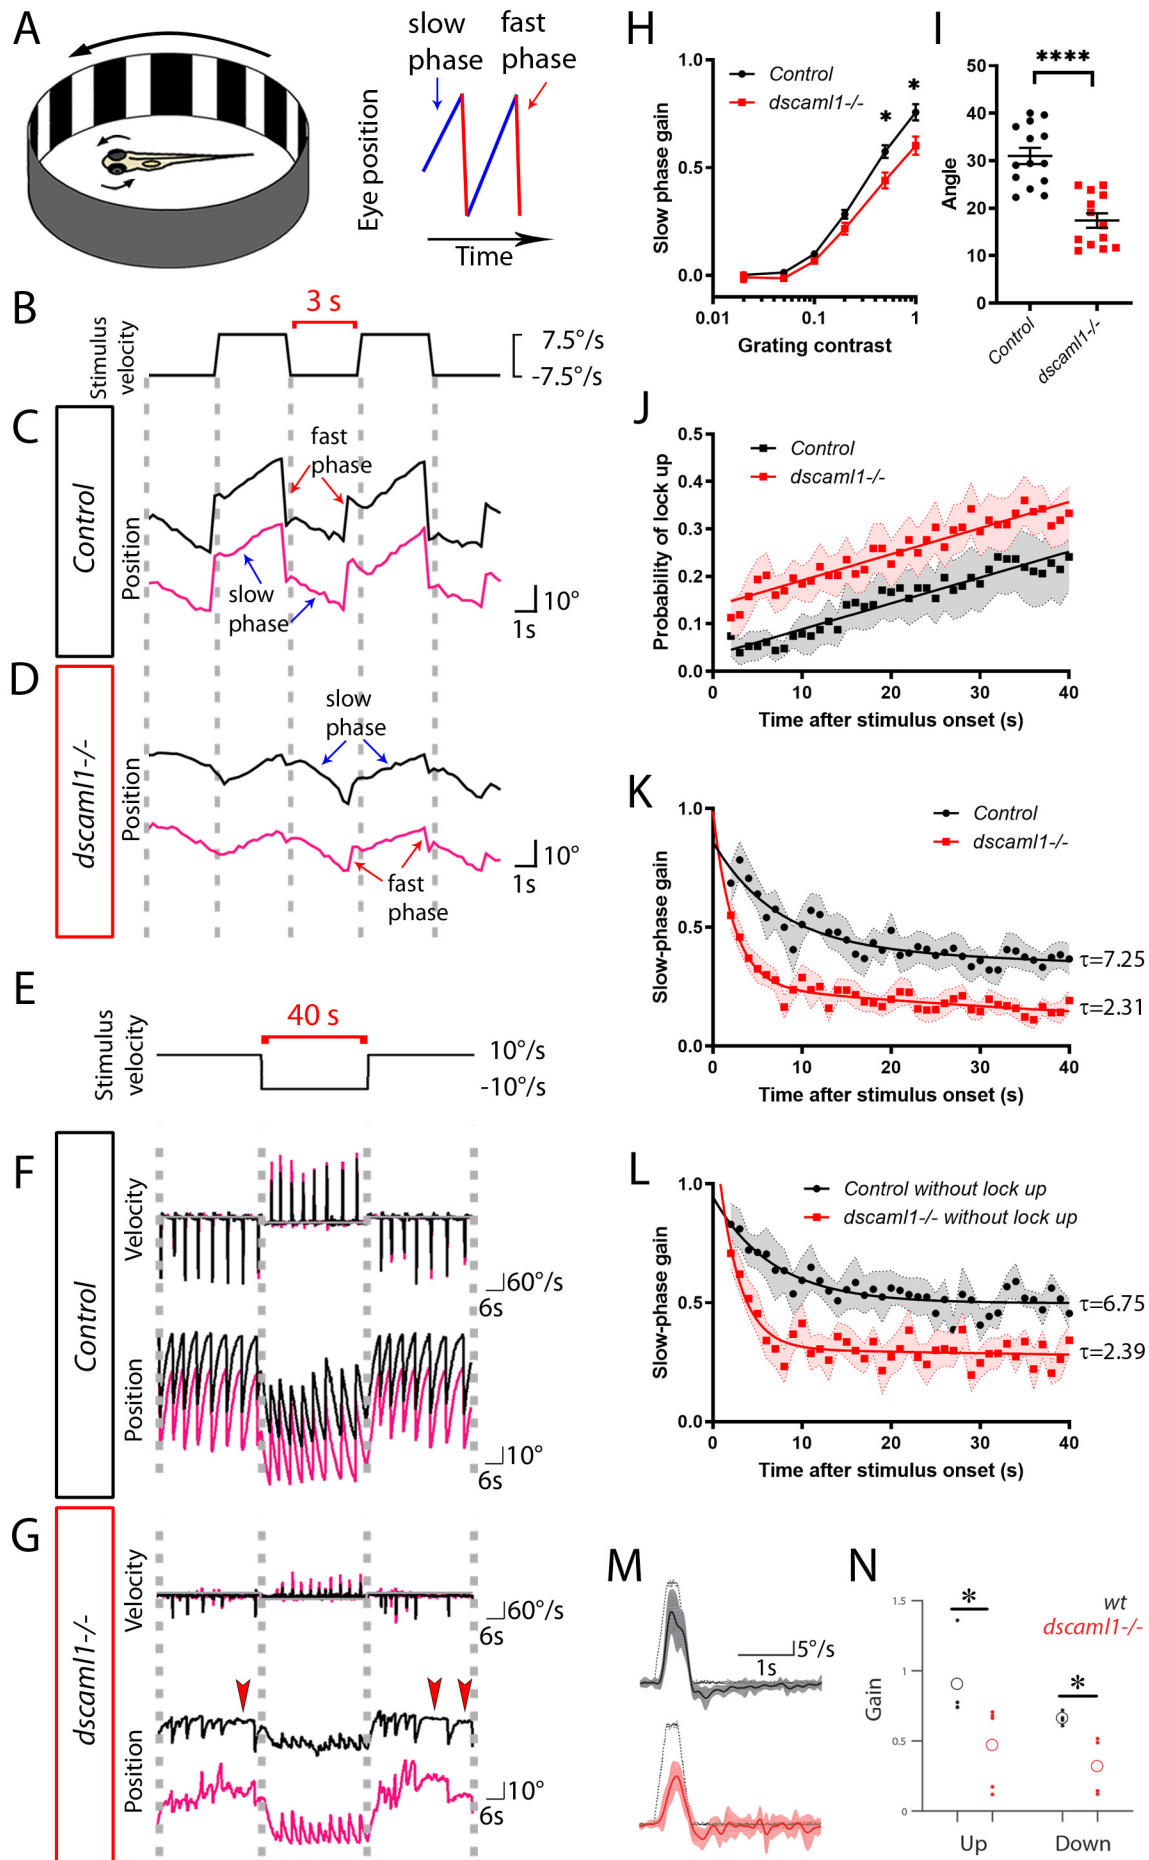 A
slow
phase
fast
phase
Eye position
Time
B
3 s
Stimulus
velocity
7.5°/s
-7.5°/s
C
Control
Position
fast
phase
slow
phase
10°
1s
D
dscaml1-/-
Position
slow
phase
fast
phase
10°
1s
E
40 s
Stimulus
velocity
10°/s
-10°/s
F
Control
Velocity
60°/s
6s
Position
10°
6s
G
dscaml1-/-
Velocity
60°/s
6s
Position
10°
6s
H
Control
dscaml1-/-
Slow phase gain
1.0
0.5
0.0
* *
0.01 0.1 1
Grating contrast
I
****
Angle
50
40
30
20
10
0
Control
dscaml1-/-
J
Control
dscaml1-/-
Probability of lock up
0.5
0.4
0.3
0.2
0.1
0.0
0 10 20 30 40
Time after stimulus onset (s)
K
Control
dscaml1-/-
Slow-phase gain
1.0
0.5
0.0
τ=7.25
τ=2.31
0 10 20 30 40
Time after stimulus onset (s)
L
Control without lock up
dscaml1-/- without lock up
Slow-phase gain
1.0
0.5
0.0
τ=6.75
τ=2.39
0 10 20 30 40
Time after stimulus onset (s)
M
5°/s
1s
N
wt
dscaml1-/-
Gain
1.5
1
0.5
0
* *
Up Down